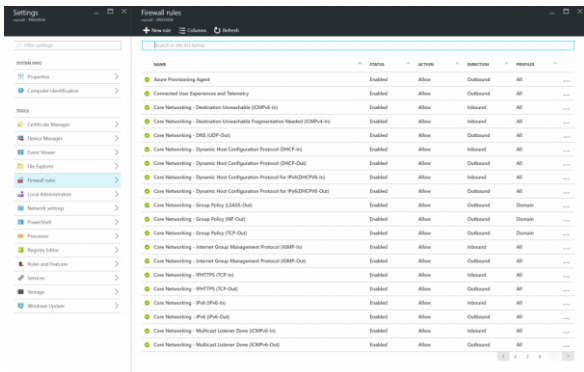 Settings
Firewall rules
New rule Columns Refresh
Filter settings
Search in the list below
SYSTEM INFO
Properties
Computer Identification
TOOLS
Certificate Manager
Device Manager
Event Viewer
File Explorer
Firewall rules
Local Administrators
Network settings
PowerShell
Processes
Registry Editor
Roles and Features
Services
Storage
Windows Update
NAME STATUS ACTION DIRECTION PROFILES
Azure Provisioning Agent Enabled Allow Outbound All
Connected User Experiences and Telemetry Enabled Allow Outbound All
Core Networking - Destination Unreachable (ICMPv6-In) Enabled Allow Inbound All
Core Networking - Destination Unreachable Fragmentation Needed (ICMPv4-In) Enabled Allow Inbound All
Core Networking - DNS (UDP-Out) Enabled Allow Outbound All
Core Networking - Dynamic Host Configuration Protocol (DHCP-In) Enabled Allow Inbound All
Core Networking - Dynamic Host Configuration Protocol (DHCP-Out) Enabled Allow Outbound All
Core Networking - Dynamic Host Configuration Protocol for IPv6(DHCPV6-In) Enabled Allow Inbound All
Core Networking - Dynamic Host Configuration Protocol for IPv6(DHCPV6-Out) Enabled Allow Outbound All
Core Networking - Group Policy (LSASS-Out) Enabled Allow Outbound Domain
Core Networking - Group Policy (NP-Out) Enabled Allow Outbound Domain
Core Networking - Group Policy (TCP-Out) Enabled Allow Outbound Domain
Core Networking - Internet Group Management Protocol (IGMP-In) Enabled Allow Inbound All
Core Networking - Internet Group Management Protocol (IGMP-Out) Enabled Allow Outbound All
Core Networking - IPHTTPS (TCP-In) Enabled Allow Inbound All
Core Networking - IPHTTPS (TCP-Out) Enabled Allow Outbound All
Core Networking - IPv6 (IPv6-In) Enabled Allow Inbound All
Core Networking - IPv6 (IPv6-Out) Enabled Allow Outbound All
Core Networking - Multicast Listener Done (ICMPv6-In) Enabled Allow Inbound All
Core Networking - Multicast Listener Done (ICMPv6-Out) Enabled Allow Outbound All
2 3 4